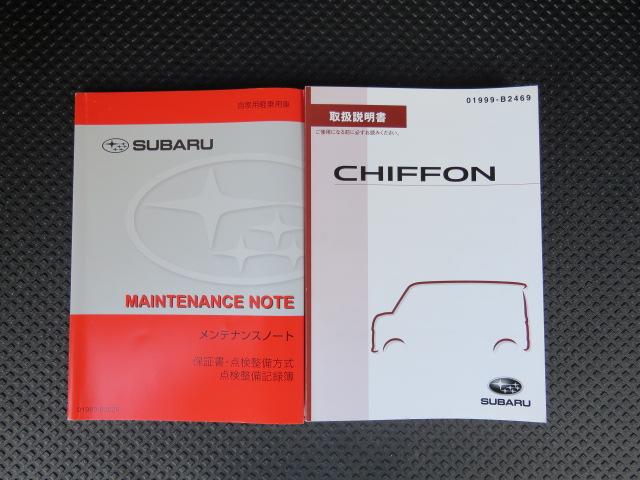 自家用軽乗用車
SUBARU
MAINTENANCE NOTE
メンテナンスノート
保証書・点検整備方式
点検整備記録簿
01999-B2469
取扱説明書
ご使用になる前に必ずお読みください。
CHIFFON
SUBARU